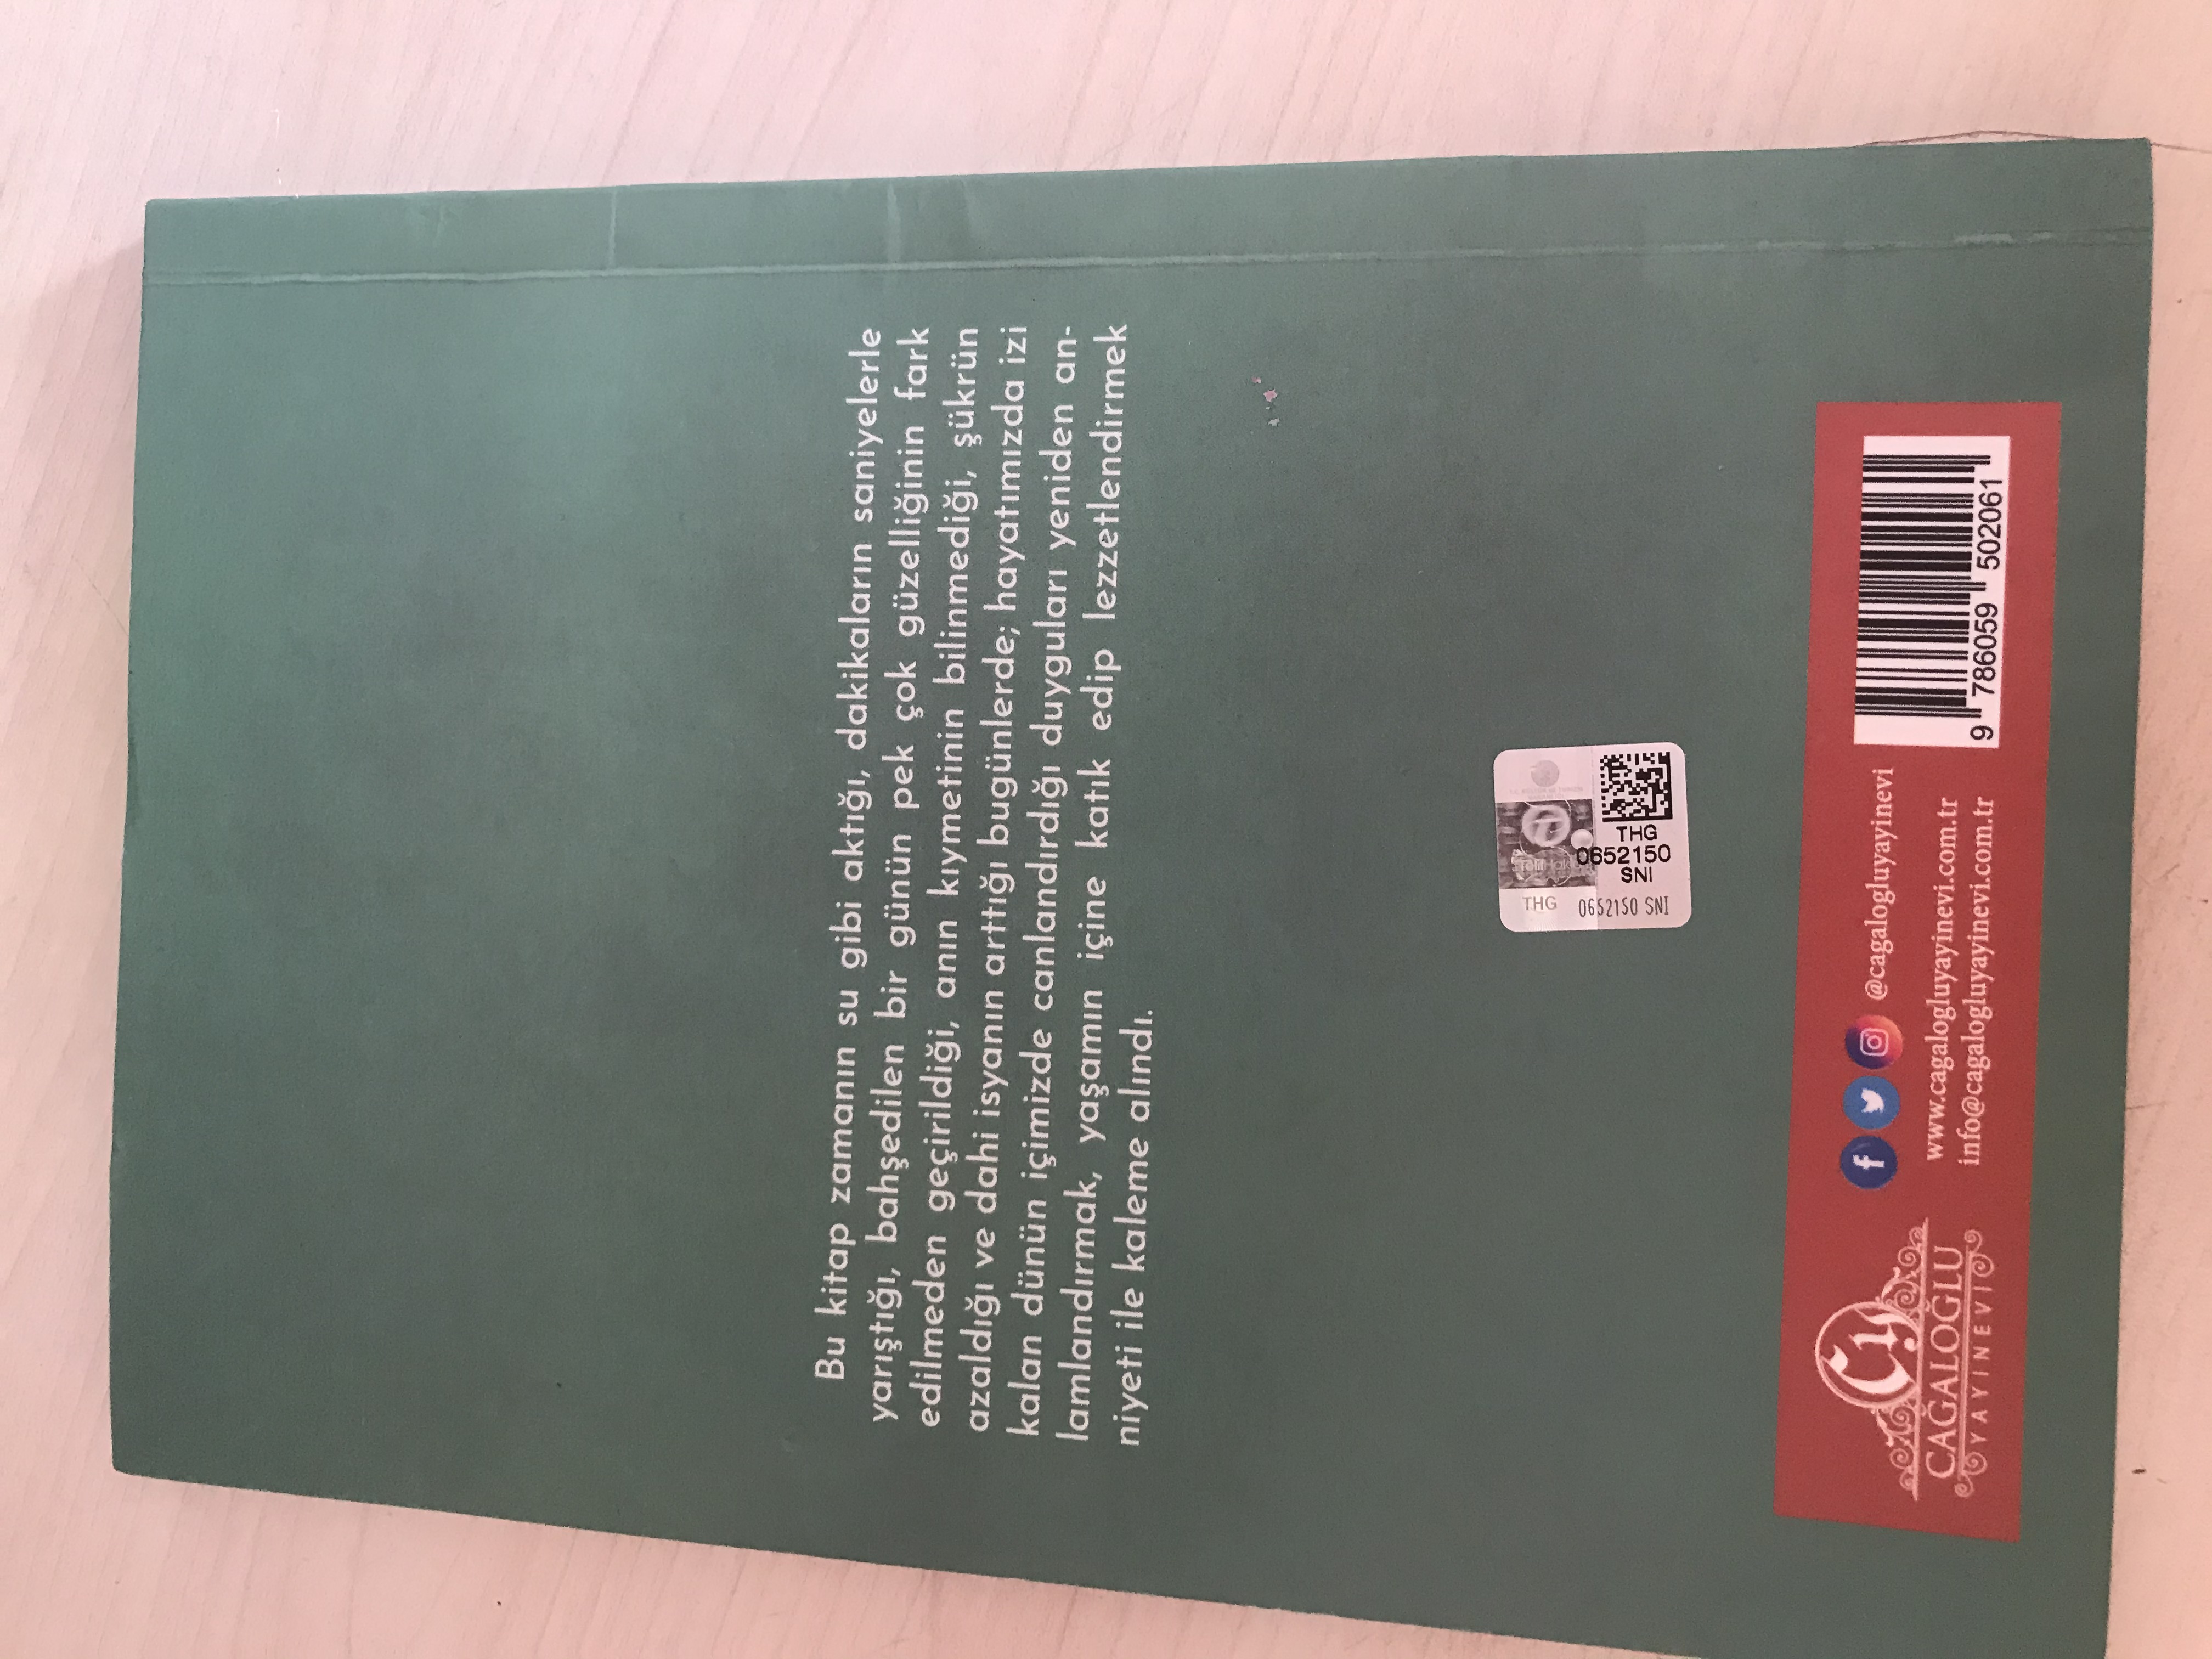 Bu kitap zamanın su gibi aktığı, dakikaların saniyelerle
yarıştığı, bahşedilen bir günün pek çok güzelliğinin fark
edilmeden geçirildiği, anın kıymetinin bilinmediği, şükrün
azaldığı ve dahi isyanın arttığı bugünlerde; hayatımızda izi
kalan dünün içimizde canlandırdığı duyguları yeniden an-
lamlandırmak, yaşamın içine katık edip lezzetlendirmek
niyeti ile kaleme alındı.
THG
0652150
SNI
THG 0652150 SNI
ÇY
CAĞALOĞLU
YAYINEVİ
@cagalogluyayinevi
www.cagalogluyayinevi.com.tr
info@cagalogluyayinevi.com.tr
9 786059 502061